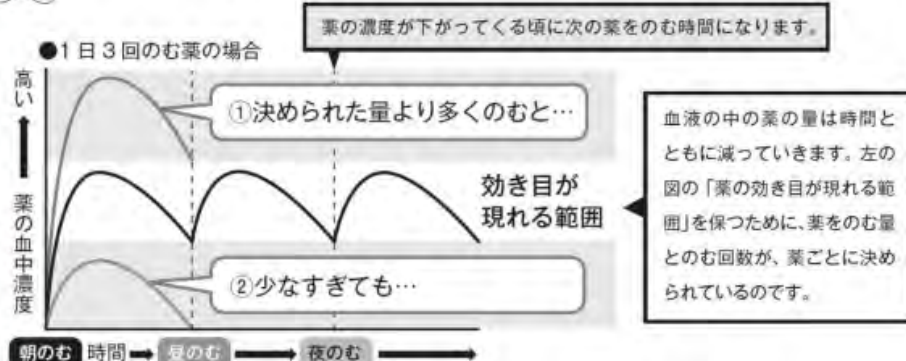 薬の濃度が下がってくる頃に次の薬をのむ時間になります。
●1日3回のむ薬の場合
高い
薬の血中濃度
①決められた量より多くのむと…
効き目が
現れる範囲
②少なすぎても…
朝のむ 時間 昼のむ 夜のむ
血液の中の薬の量は時間と
ともに減っていきます。左の
図の「薬の効き目が現れる範
囲」を保つために、薬をのむ量
とのむ回数が、薬ごとに決め
られているのです。